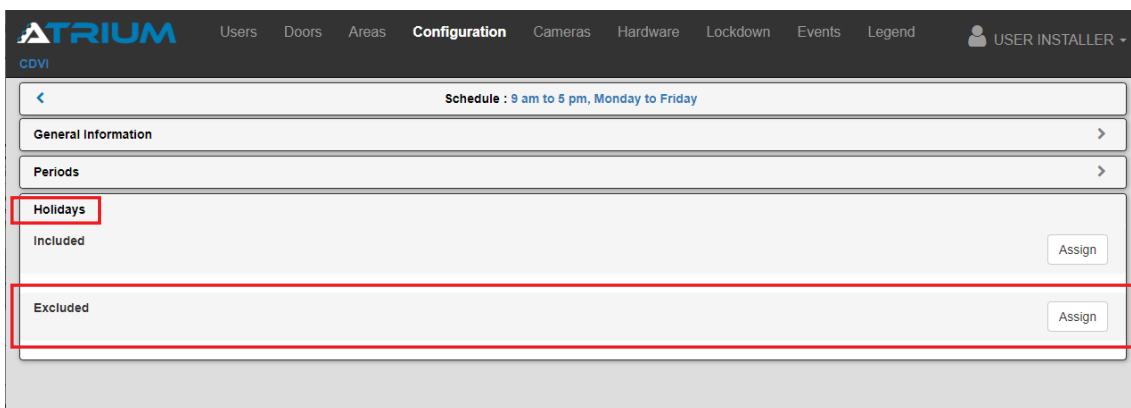 ATRIUM Users Doors Areas Configuration Cameras Hardware Lockdown Events Legend USER INSTALLER
CDVI
Schedule : 9 am to 5 pm, Monday to Friday
General Information
Periods
Holidays
Included Assign
Excluded Assign